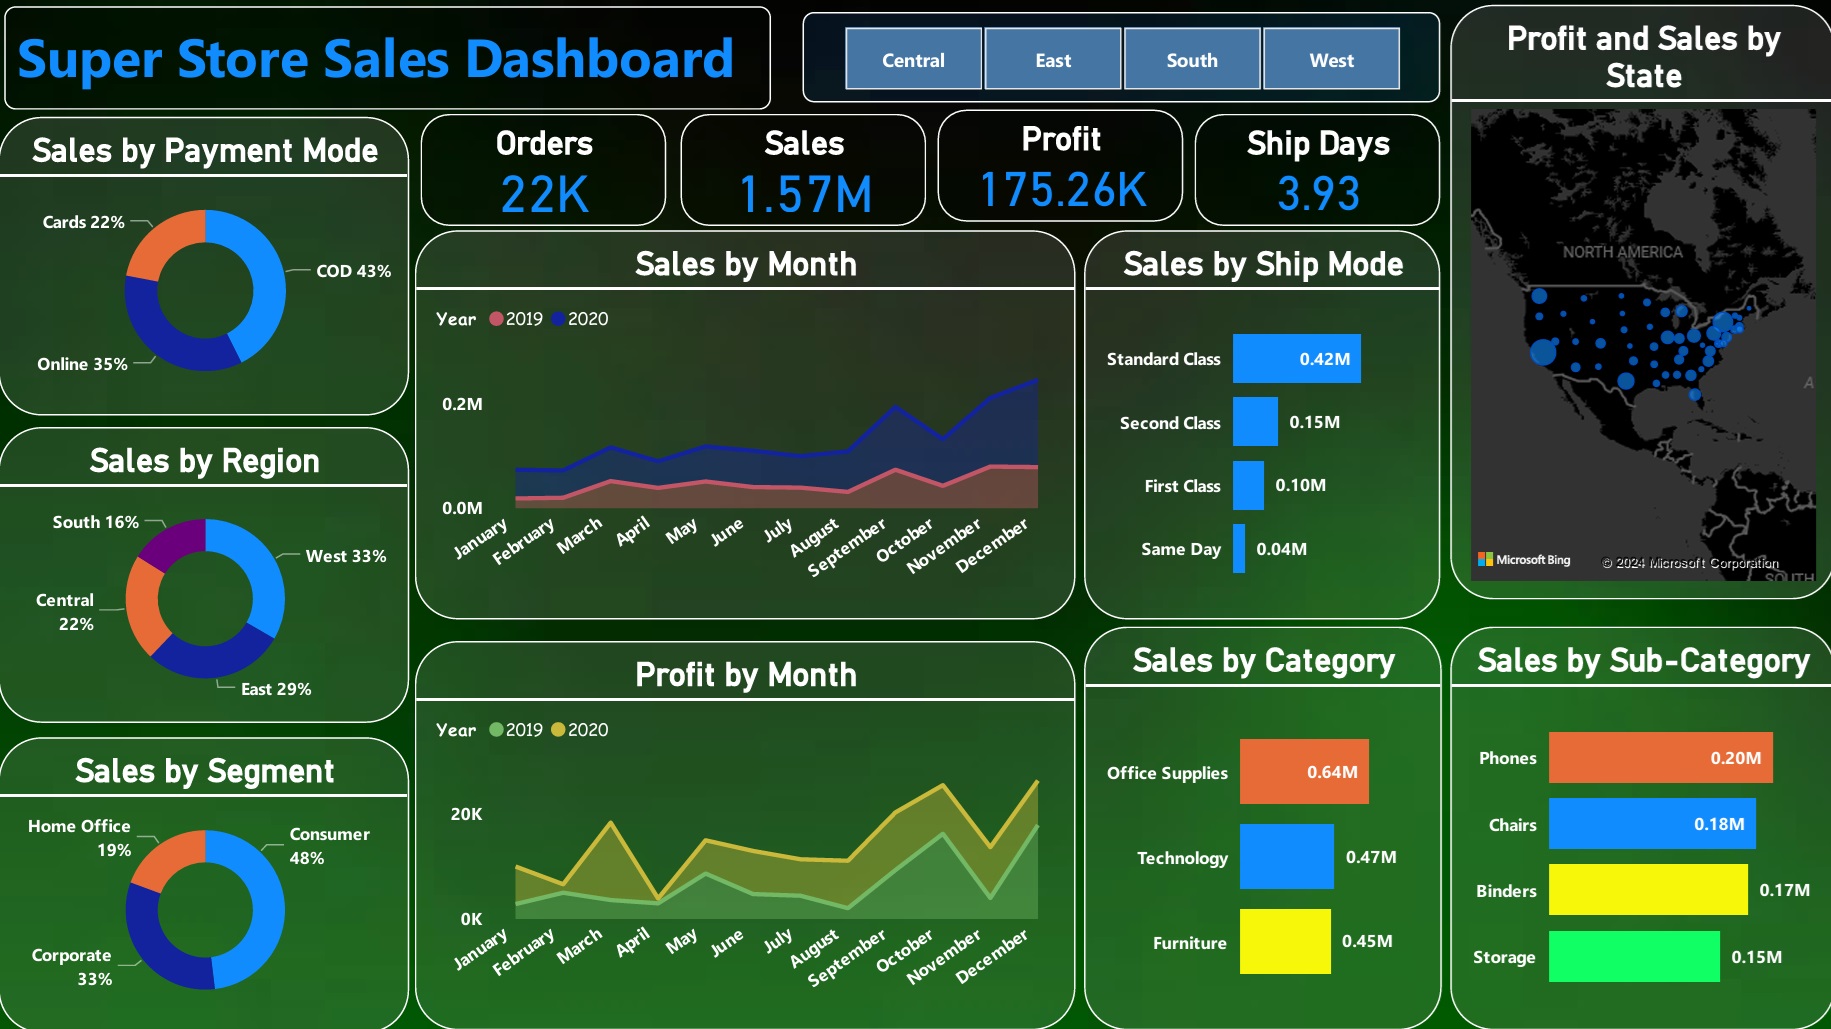 Super Store Sales Dashboard
Central
East
South
West
Profit and Sales by
State
Sales by Payment Mode
Cards 22%
COD 43%
Online 35%
Orders
22K
Sales
1.57M
Profit
175.26K
Ship Days
3.93
NORTH AMERICA
A
Microsoft Bing
© 2024 Microsoft Corporation
SOUTH
Sales by Month
Year 2019 2020
0.2M
0.0M
January
February
March
April
May
June
July
August
September
October
November
December
Sales by Ship Mode
Standard Class 0.42M
Second Class 0.15M
First Class 0.10M
Same Day 0.04M
Sales by Region
South 16%
West 33%
Central
22%
East 29%
Sales by Segment
Home Office
19%
Consumer
48%
Corporate
33%
Profit by Month
Year 2019 2020
20K
0K
January
February
March
April
May
June
July
August
September
October
November
December
Sales by Category
Office Supplies 0.64M
Technology 0.47M
Furniture 0.45M
Sales by Sub-Category
Phones 0.20M
Chairs 0.18M
Binders 0.17M
Storage 0.15M